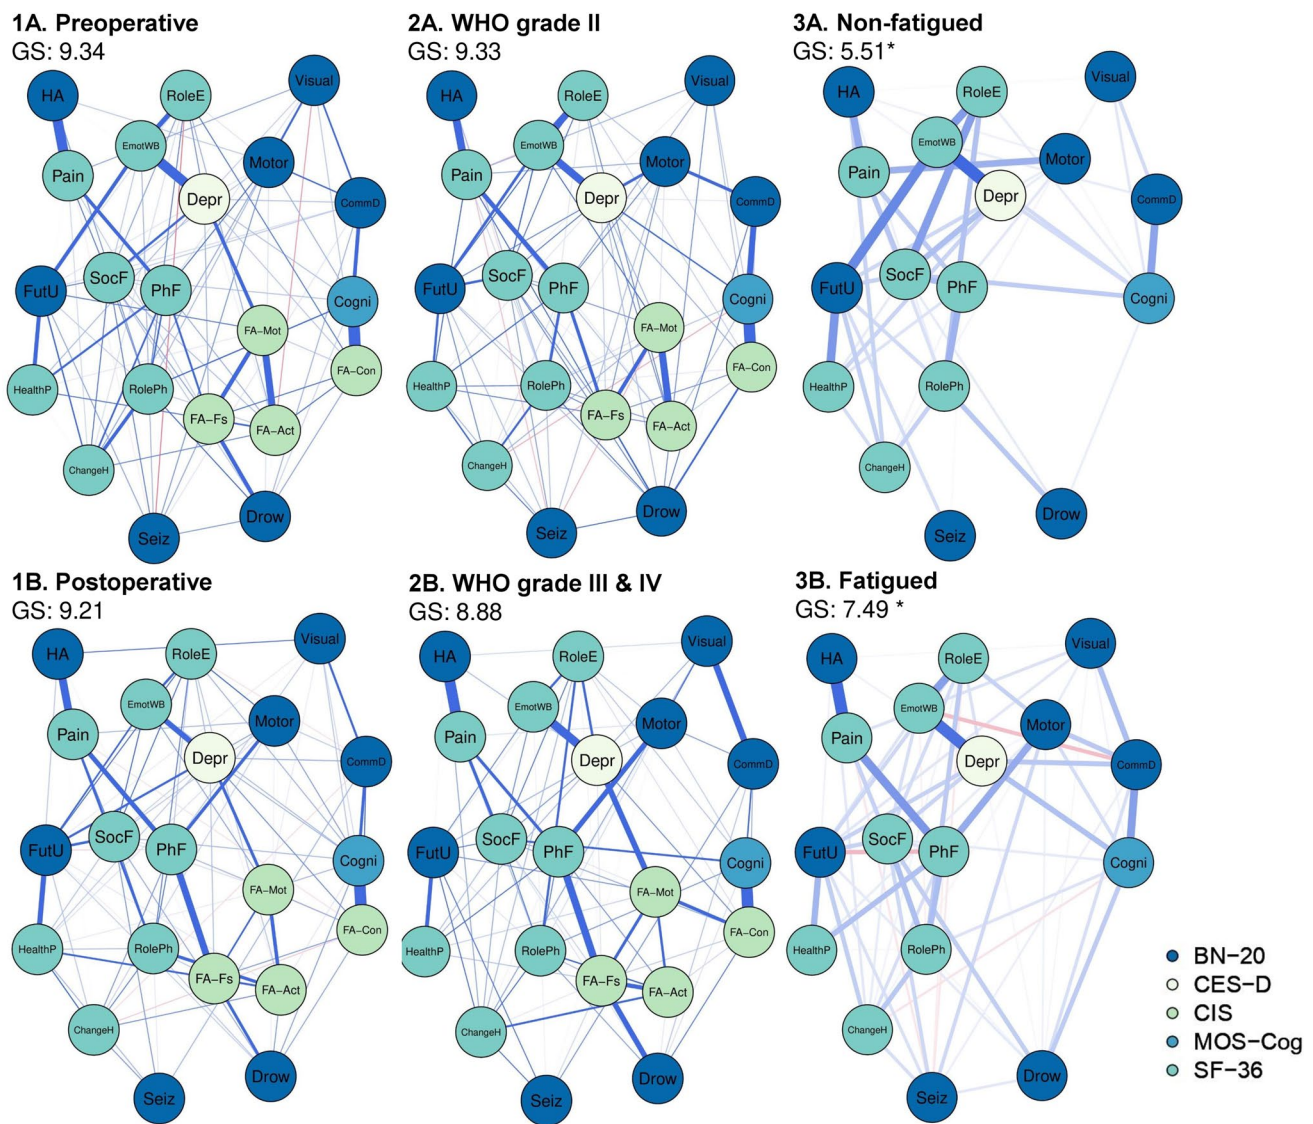 1A. Preoperative
GS: 9.34
HA
RoleE
Visual
EmotWB
Motor
Pain
Depr
CommD
SocF
PhF
FutU
Cogni
FA-Mot
FA-Con
HealthP
RolePh
FA-Fs
FA-Act
ChangeH
Drow
Seiz
2A. WHO grade II
GS: 9.33
HA
RoleE
Visual
EmotWB
Motor
Pain
Depr
CommD
SocF
PhF
FutU
Cogni
FA-Mot
FA-Con
HealthP
RolePh
FA-Fs
FA-Act
ChangeH
Drow
Seiz
3A. Non-fatigued
GS: 5.51*
HA
RoleE
Visual
EmotWB
Motor
Pain
Depr
CommD
SocF
PhF
FutU
Cogni
HealthP
RolePh
ChangeH
Drow
Seiz
1B. Postoperative
GS: 9.21
HA
RoleE
Visual
EmotWB
Motor
Pain
Depr
CommD
SocF
PhF
FutU
Cogni
FA-Mot
FA-Con
HealthP
RolePh
FA-Fs
FA-Act
ChangeH
Drow
Seiz
2B. WHO grade III & IV
GS: 8.88
HA
RoleE
Visual
EmotWB
Motor
Pain
Depr
CommD
SocF
PhF
FutU
Cogni
FA-Mot
FA-Con
HealthP
RolePh
FA-Fs
FA-Act
ChangeH
Drow
Seiz
3B. Fatigued
GS: 7.49 *
HA
RoleE
Visual
EmotWB
Motor
Pain
Depr
CommD
SocF
PhF
FutU
Cogni
HealthP
RolePh
ChangeH
Drow
Seiz
BN-20
CES-D
CIS
MOS-Cog
SF-36